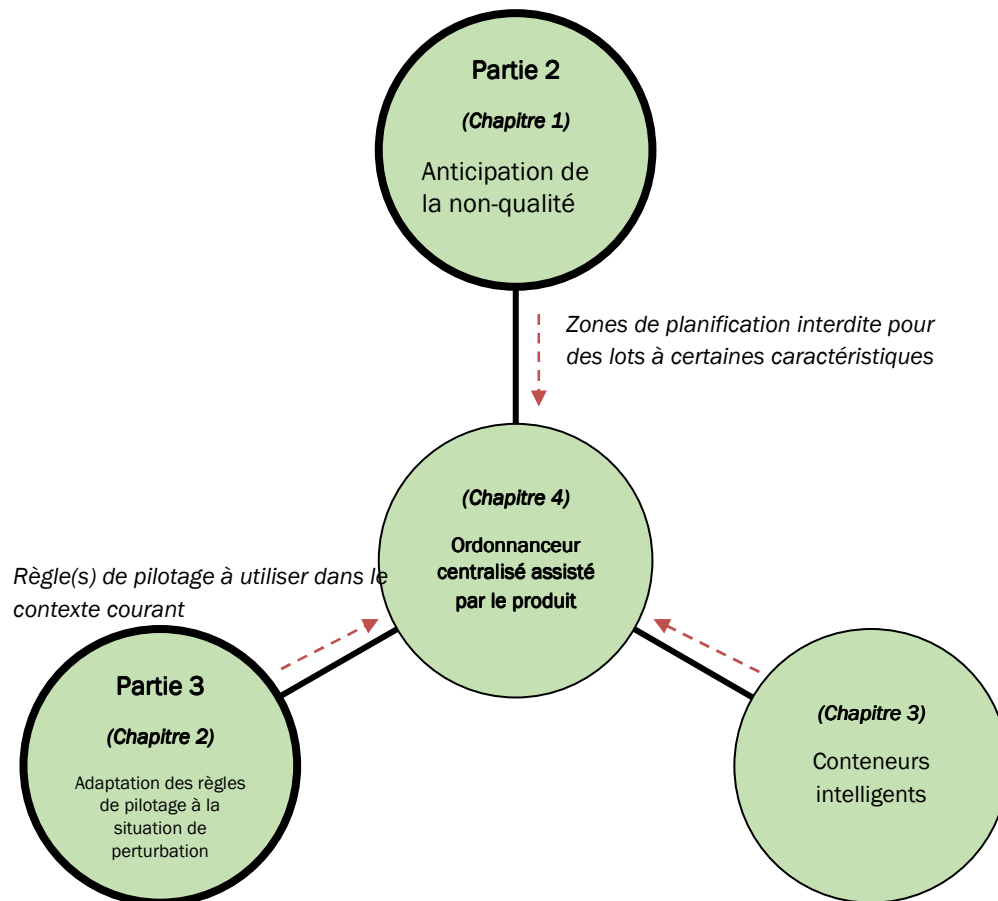 Partie 2
(Chapitre 1)
Anticipation de
la non-qualité
Zones de planification interdite pour
des lots à certaines caractéristiques
(Chapitre 4)
Ordonnanceur
centralisé assisté
par le produit
Règle(s) de pilotage à utiliser dans le
contexte courant
Partie 3
(Chapitre 2)
Adaptation des règles
de pilotage à la
situation de
perturbation
(Chapitre 3)
Conteneurs
intelligents